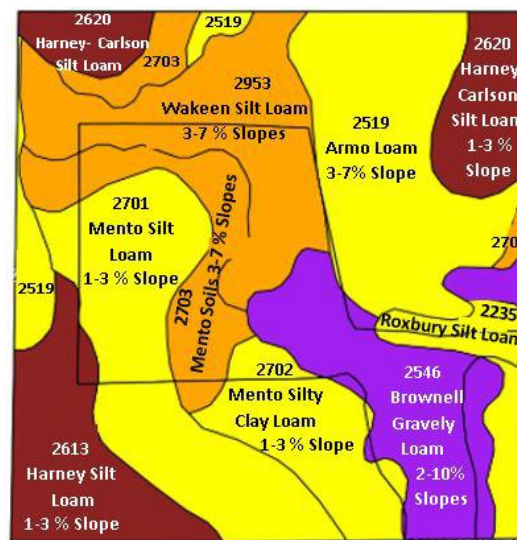 2620
Harney- Carlson
Silt Loam
2703
2519
2953
Wakeen Silt Loam
3-7 % Slopes
2519
Armo Loam
3-7% Slope
2620
Harney
Carlson
Silt Loam
1-3 %
Slope
2701
Mento Silt
Loam
1-3 % Slope
2519
2703
Mento Soils 3-7 % Slopes
270
2235
Roxbury Silt Loam
2702
Mento Silty
Clay Loam
1-3 % Slope
2546
Brownell
Gravely
Loam
2-10%
Slopes
2613
Harney Silt
Loam
1-3 % Slope